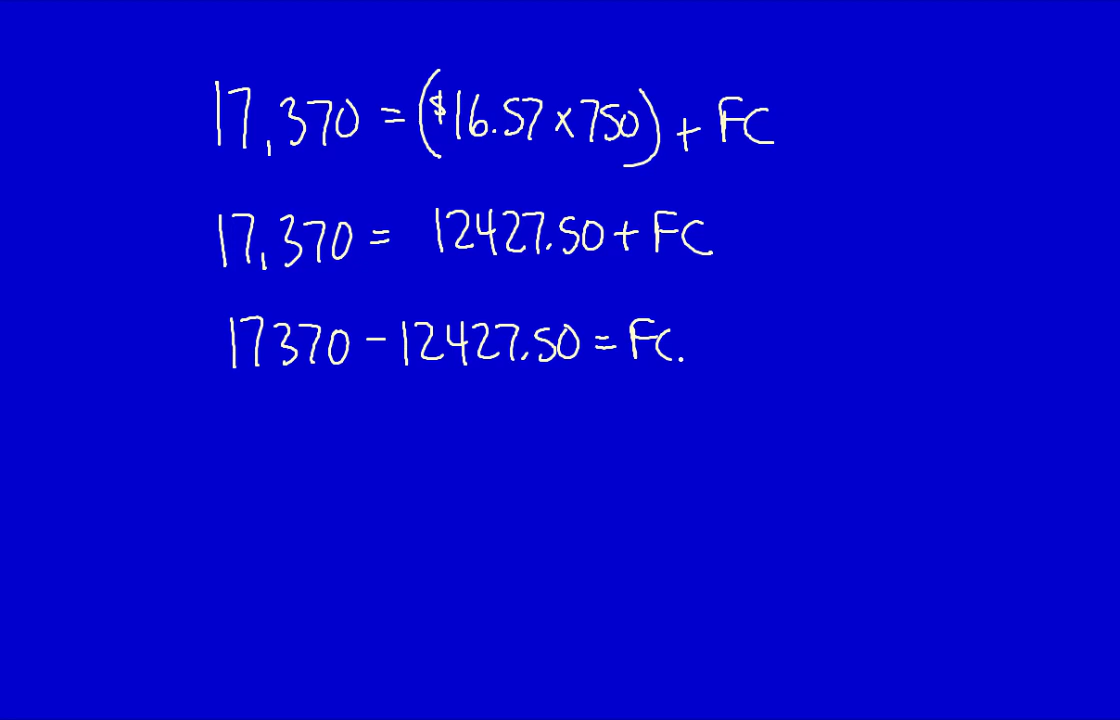 17,370 = ($16.57 x 750) + FC
17,370 = 12427.50 + FC
17370 - 12427.50 = FC.